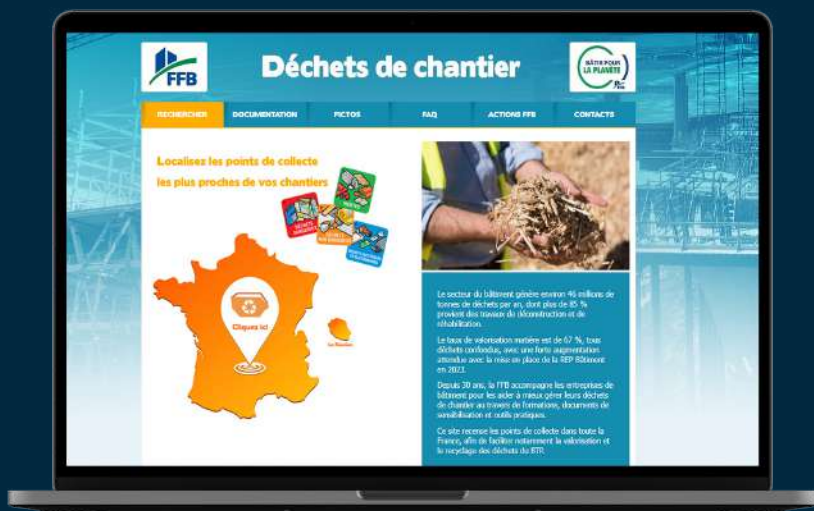 FFB
Déchets de chantier
BÂTIR POUR
LA PLANÈTE
RECHERCHER
DOCUMENTATION
PICTOS
FAQ
ACTIONS FFB
CONTACTS
Localisez les points de collecte
les plus proches de vos chantiers
DÉCHETS
DANGEREUX
Cliquez ici
La Réunion
Le secteur du bâtiment génère environ 46 millions de
tonnes de déchets par an, dont plus de 85 %
provient des travaux de déconstruction et de
réhabilitation.
Le taux de valorisation matière est de 67 %, tous
déchets confondus, avec une forte augmentation
attendue avec la mise en place de la REP Bâtiment
en 2023.
Depuis 30 ans, la FFB accompagne les entreprises de
bâtiment pour les aider à mieux gérer leurs déchets
de chantier au travers de formations, documents de
sensibilisation et outils pratiques.
Ce site recense les points de collecte dans toute la
France, afin de faciliter notamment la valorisation et
le recyclage des déchets du BTP.